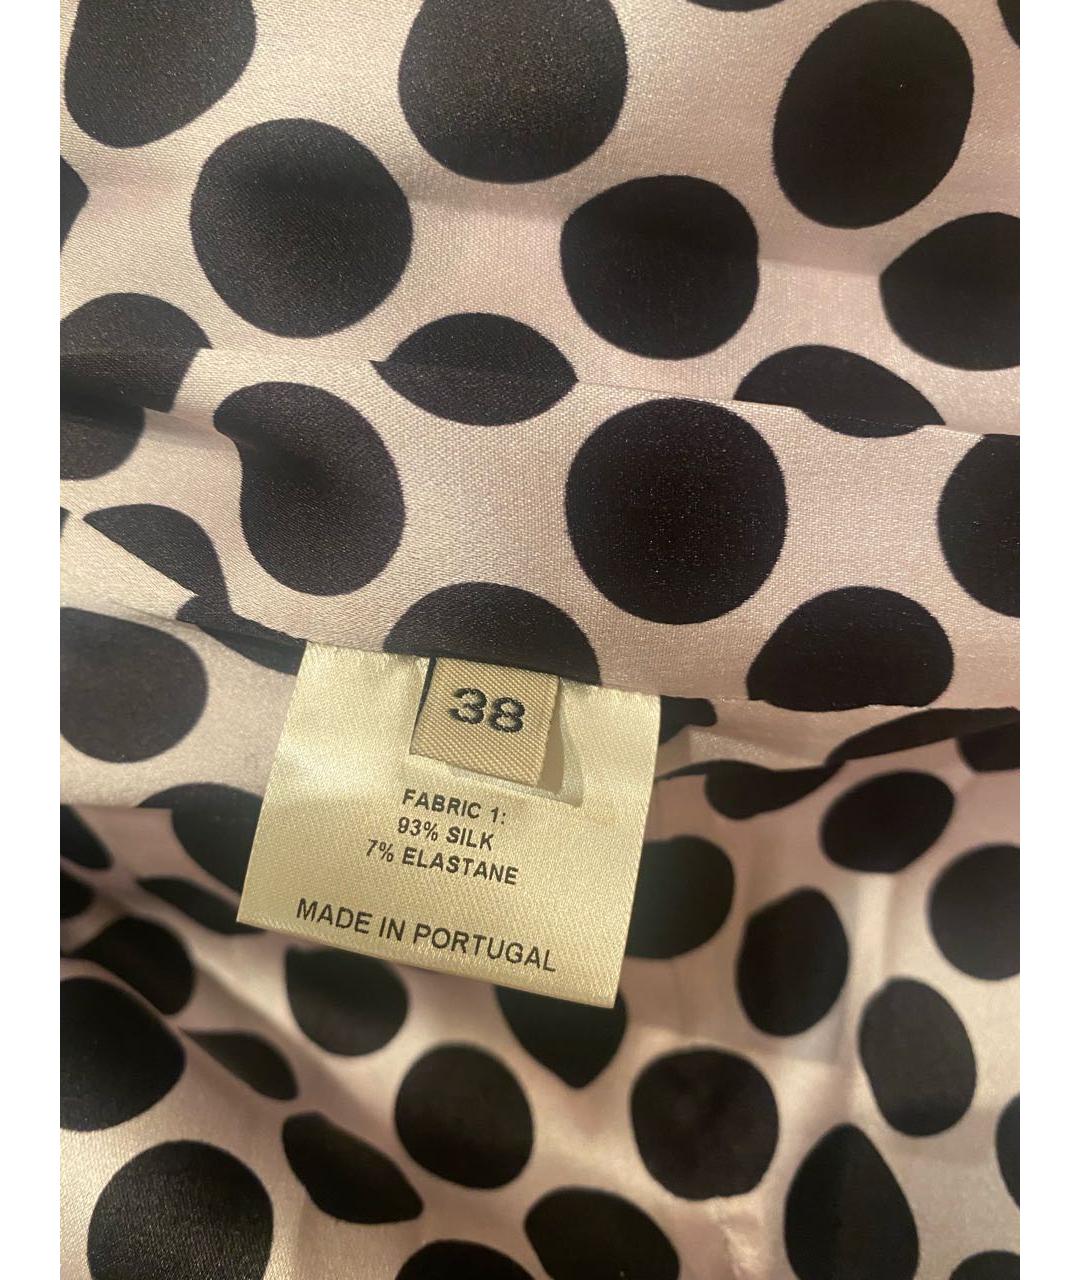 38
FABRIC 1:
93% SILK
7% ELASTANE
MADE IN PORTUGAL